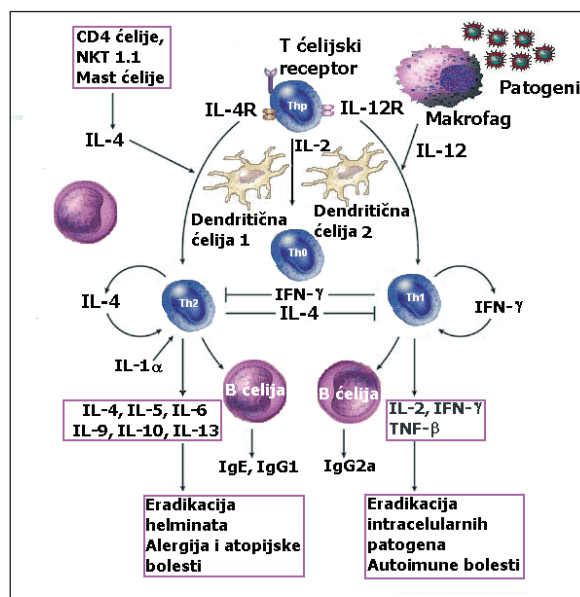 CD4 ćelije,
NKT 1.1
Mast ćelije
T ćelijski
receptor
Patogeni
IL-4R
Thp
IL-12R
Makrofag
IL-4
IL-2
IL-12
Dendritična
ćelija 1
Dendritična
ćelija 2
Th0
IL-4
Th2
IFN-γ
IL-4
Th1
IFN-γ
IL-1α
B ćelija
B ćelija
IL-4, IL-5, IL-6
IL-9, IL-10, IL-13
IL-2, IFN-γ
TNF-β
IgE, IgG1
IgG2a
Eradikacija
helminata
Alergija i atopijske
bolesti
Eradikacija
intracelularnih
patogena
Autoimune bolesti